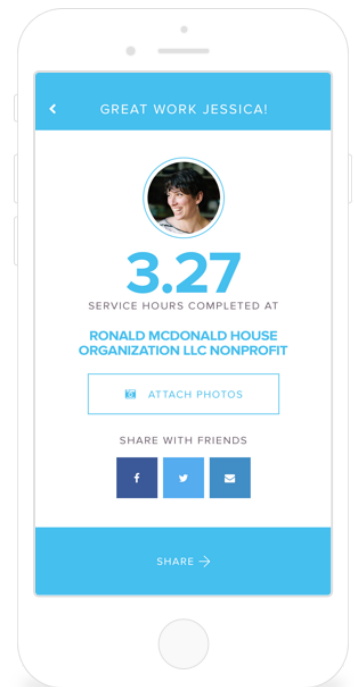 GREAT WORK JESSICA!
3.27
SERVICE HOURS COMPLETED AT
RONALD MCDONALD HOUSE
ORGANIZATION LLC NONPROFIT
ATTACH PHOTOS
SHARE WITH FRIENDS
SHARE